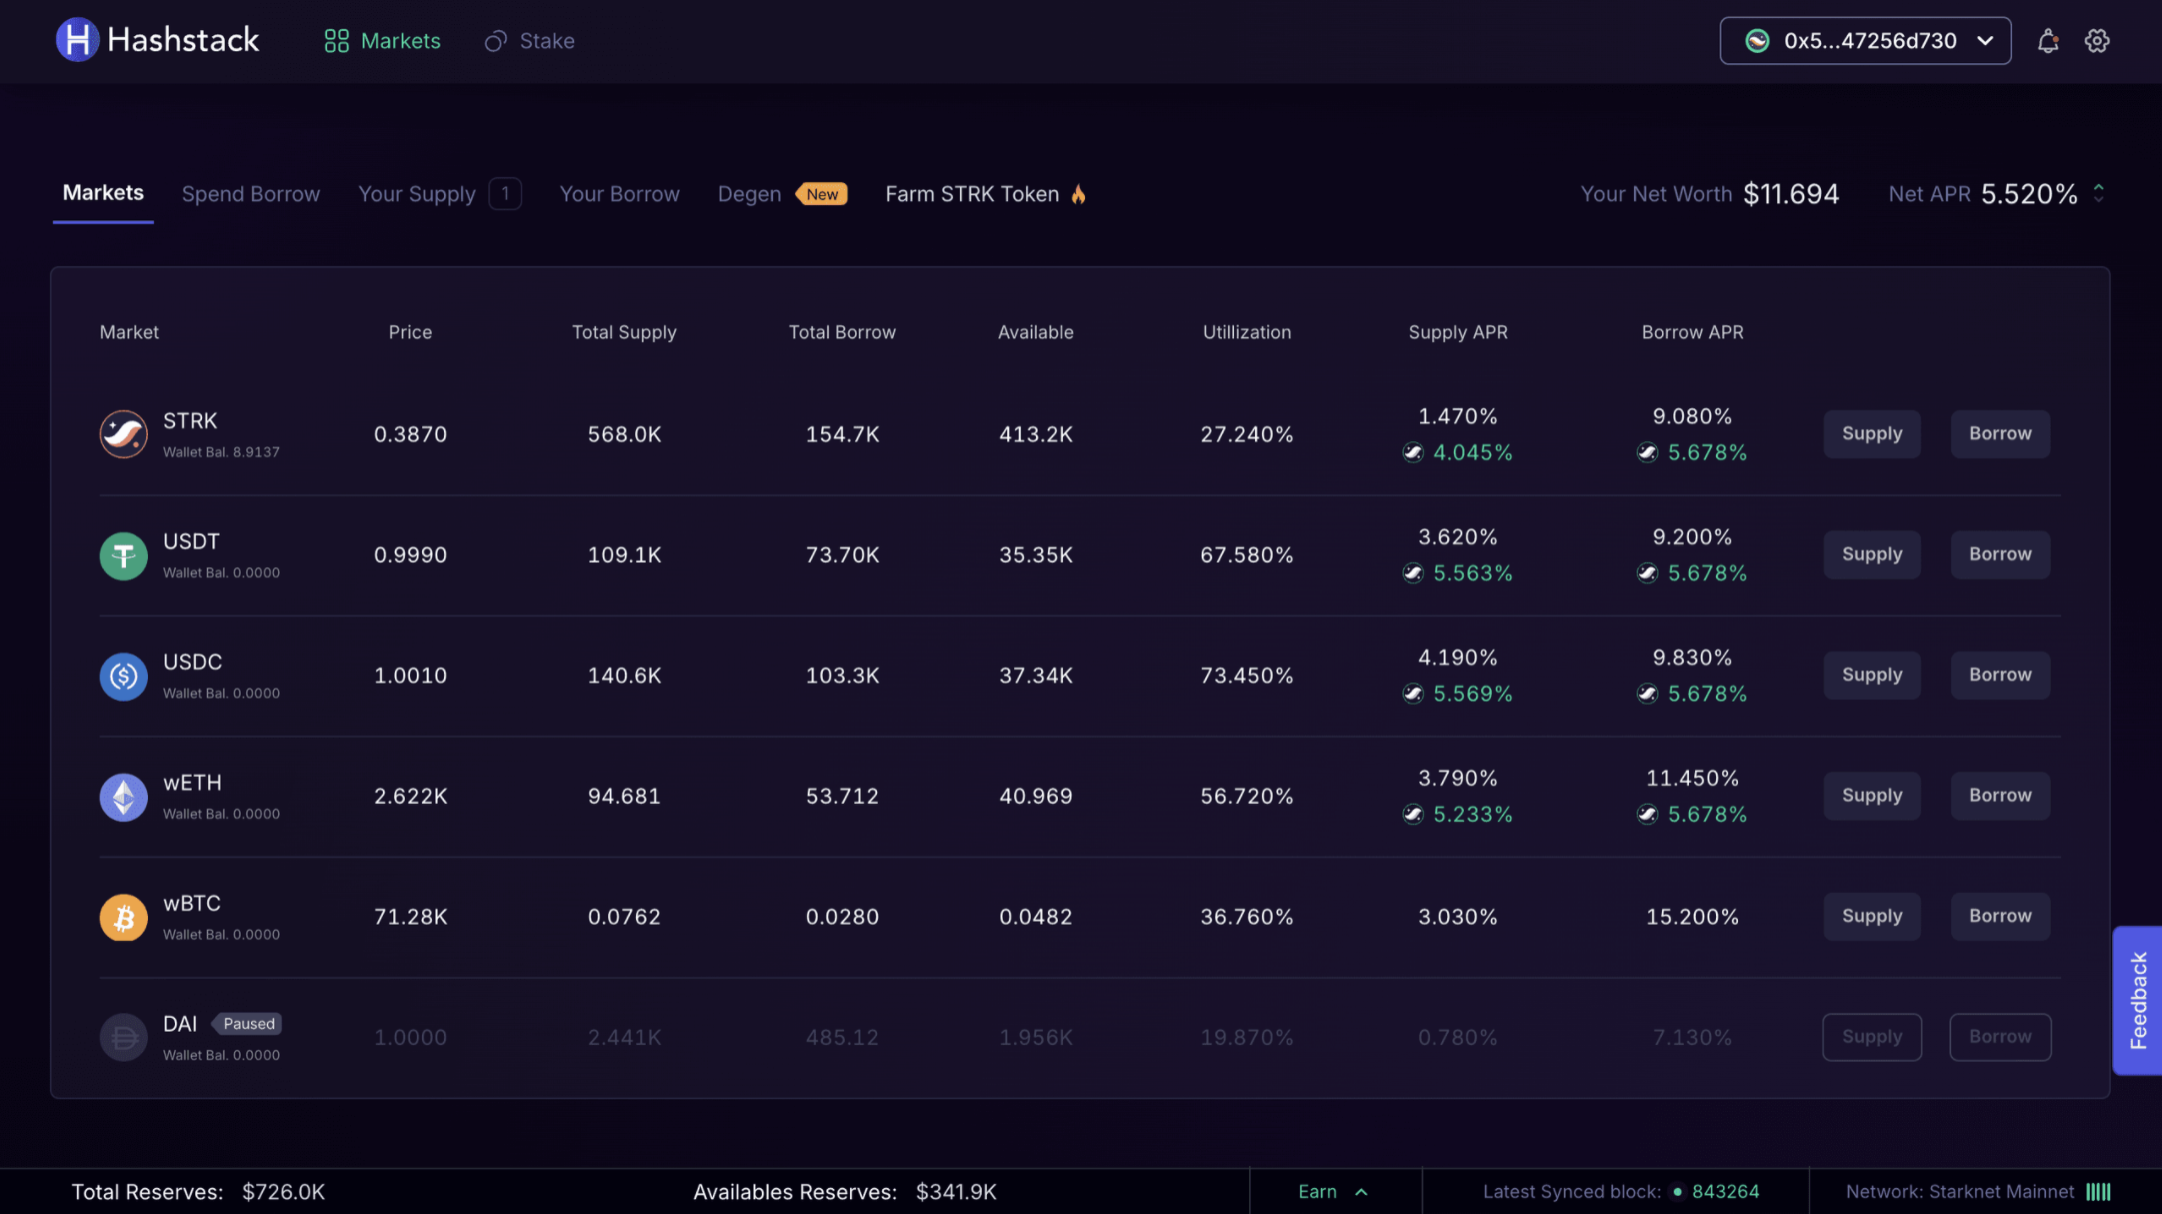 Hashstack
Markets
Stake
0x5...47256d730
Markets
Spend Borrow
Your Supply 1
Your Borrow
Degen New
Farm STRK Token
Your Net Worth $11.694
Net APR 5.520%
Market Price Total Supply Total Borrow Available Utillization Supply APR Borrow APR
STRK
Wallet Bal. 8.9137
0.3870 568.0K 154.7K 413.2K 27.240%
1.470%
4.045%
9.080%
5.678%
Supply Borrow
USDT
Wallet Bal. 0.0000
0.9990 109.1K 73.70K 35.35K 67.580%
3.620%
5.563%
9.200%
5.678%
Supply Borrow
USDC
Wallet Bal. 0.0000
1.0010 140.6K 103.3K 37.34K 73.450%
4.190%
5.569%
9.830%
5.678%
Supply Borrow
wETH
Wallet Bal. 0.0000
2.622K 94.681 53.712 40.969 56.720%
3.790%
5.233%
11.450%
5.678%
Supply Borrow
wBTC
Wallet Bal. 0.0000
71.28K 0.0762 0.0280 0.0482 36.760% 3.030% 15.200%
Supply Borrow
DAI Paused
Wallet Bal. 0.0000
1.0000 2.441K 485.12 1.956K 19.870% 0.780% 7.130%
Supply Borrow
Feedback
Total Reserves: $726.0K
Availables Reserves: $341.9K
Earn
Latest Synced block: 843264
Network: Starknet Mainnet